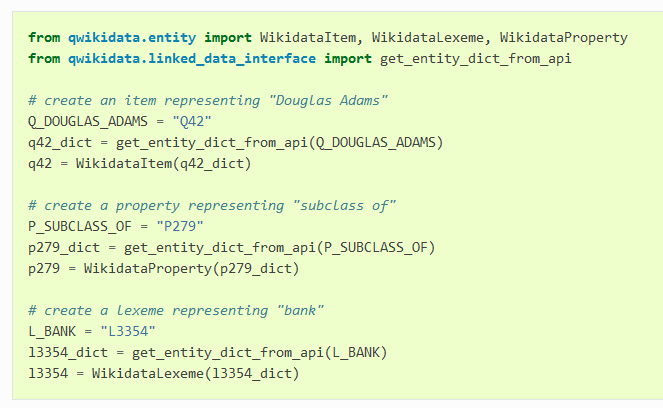 from qwikidata.entity import WikidataItem, WikidataLexeme, WikidataProperty
from qwikidata.linked_data_interface import get_entity_dict_from_api

# create an item representing "Douglas Adams"
Q_DOUGLAS_ADAMS = "Q42"
q42_dict = get_entity_dict_from_api(Q_DOUGLAS_ADAMS)
q42 = WikidataItem(q42_dict)

# create a property representing "subclass of"
P_SUBCLASS_OF = "P279"
p279_dict = get_entity_dict_from_api(P_SUBCLASS_OF)
p279 = WikidataProperty(p279_dict)

# create a lexeme representing "bank"
L_BANK = "L3354"
l3354_dict = get_entity_dict_from_api(L_BANK)
l3354 = WikidataLexeme(l3354_dict)